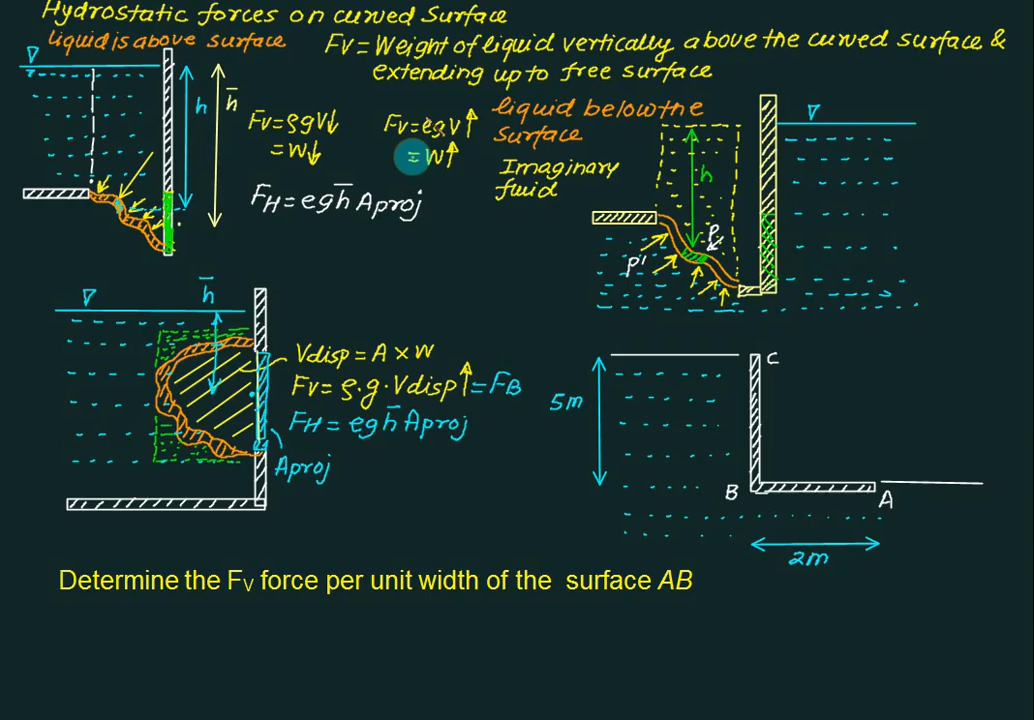 Hydrostatic forces on curved Surface
liquid is above surface
Fv = Weight of liquid vertically above the curved surface &
extending up to free surface
h
h̄
Fv = ρgV↓
= W↓
Fv = ρgV↑
= W↑
FH = ρgh̄ Aproj
liquid below the
surface
Imaginary
fluid
h
P
P'
h̄
Vdisp = A × W
Fv = ρ.g.Vdisp↑ = FB
FH = ρgh̄ Aproj
Aproj
5m
C
B
A
2m
Determine the FV force per unit width of the surface AB